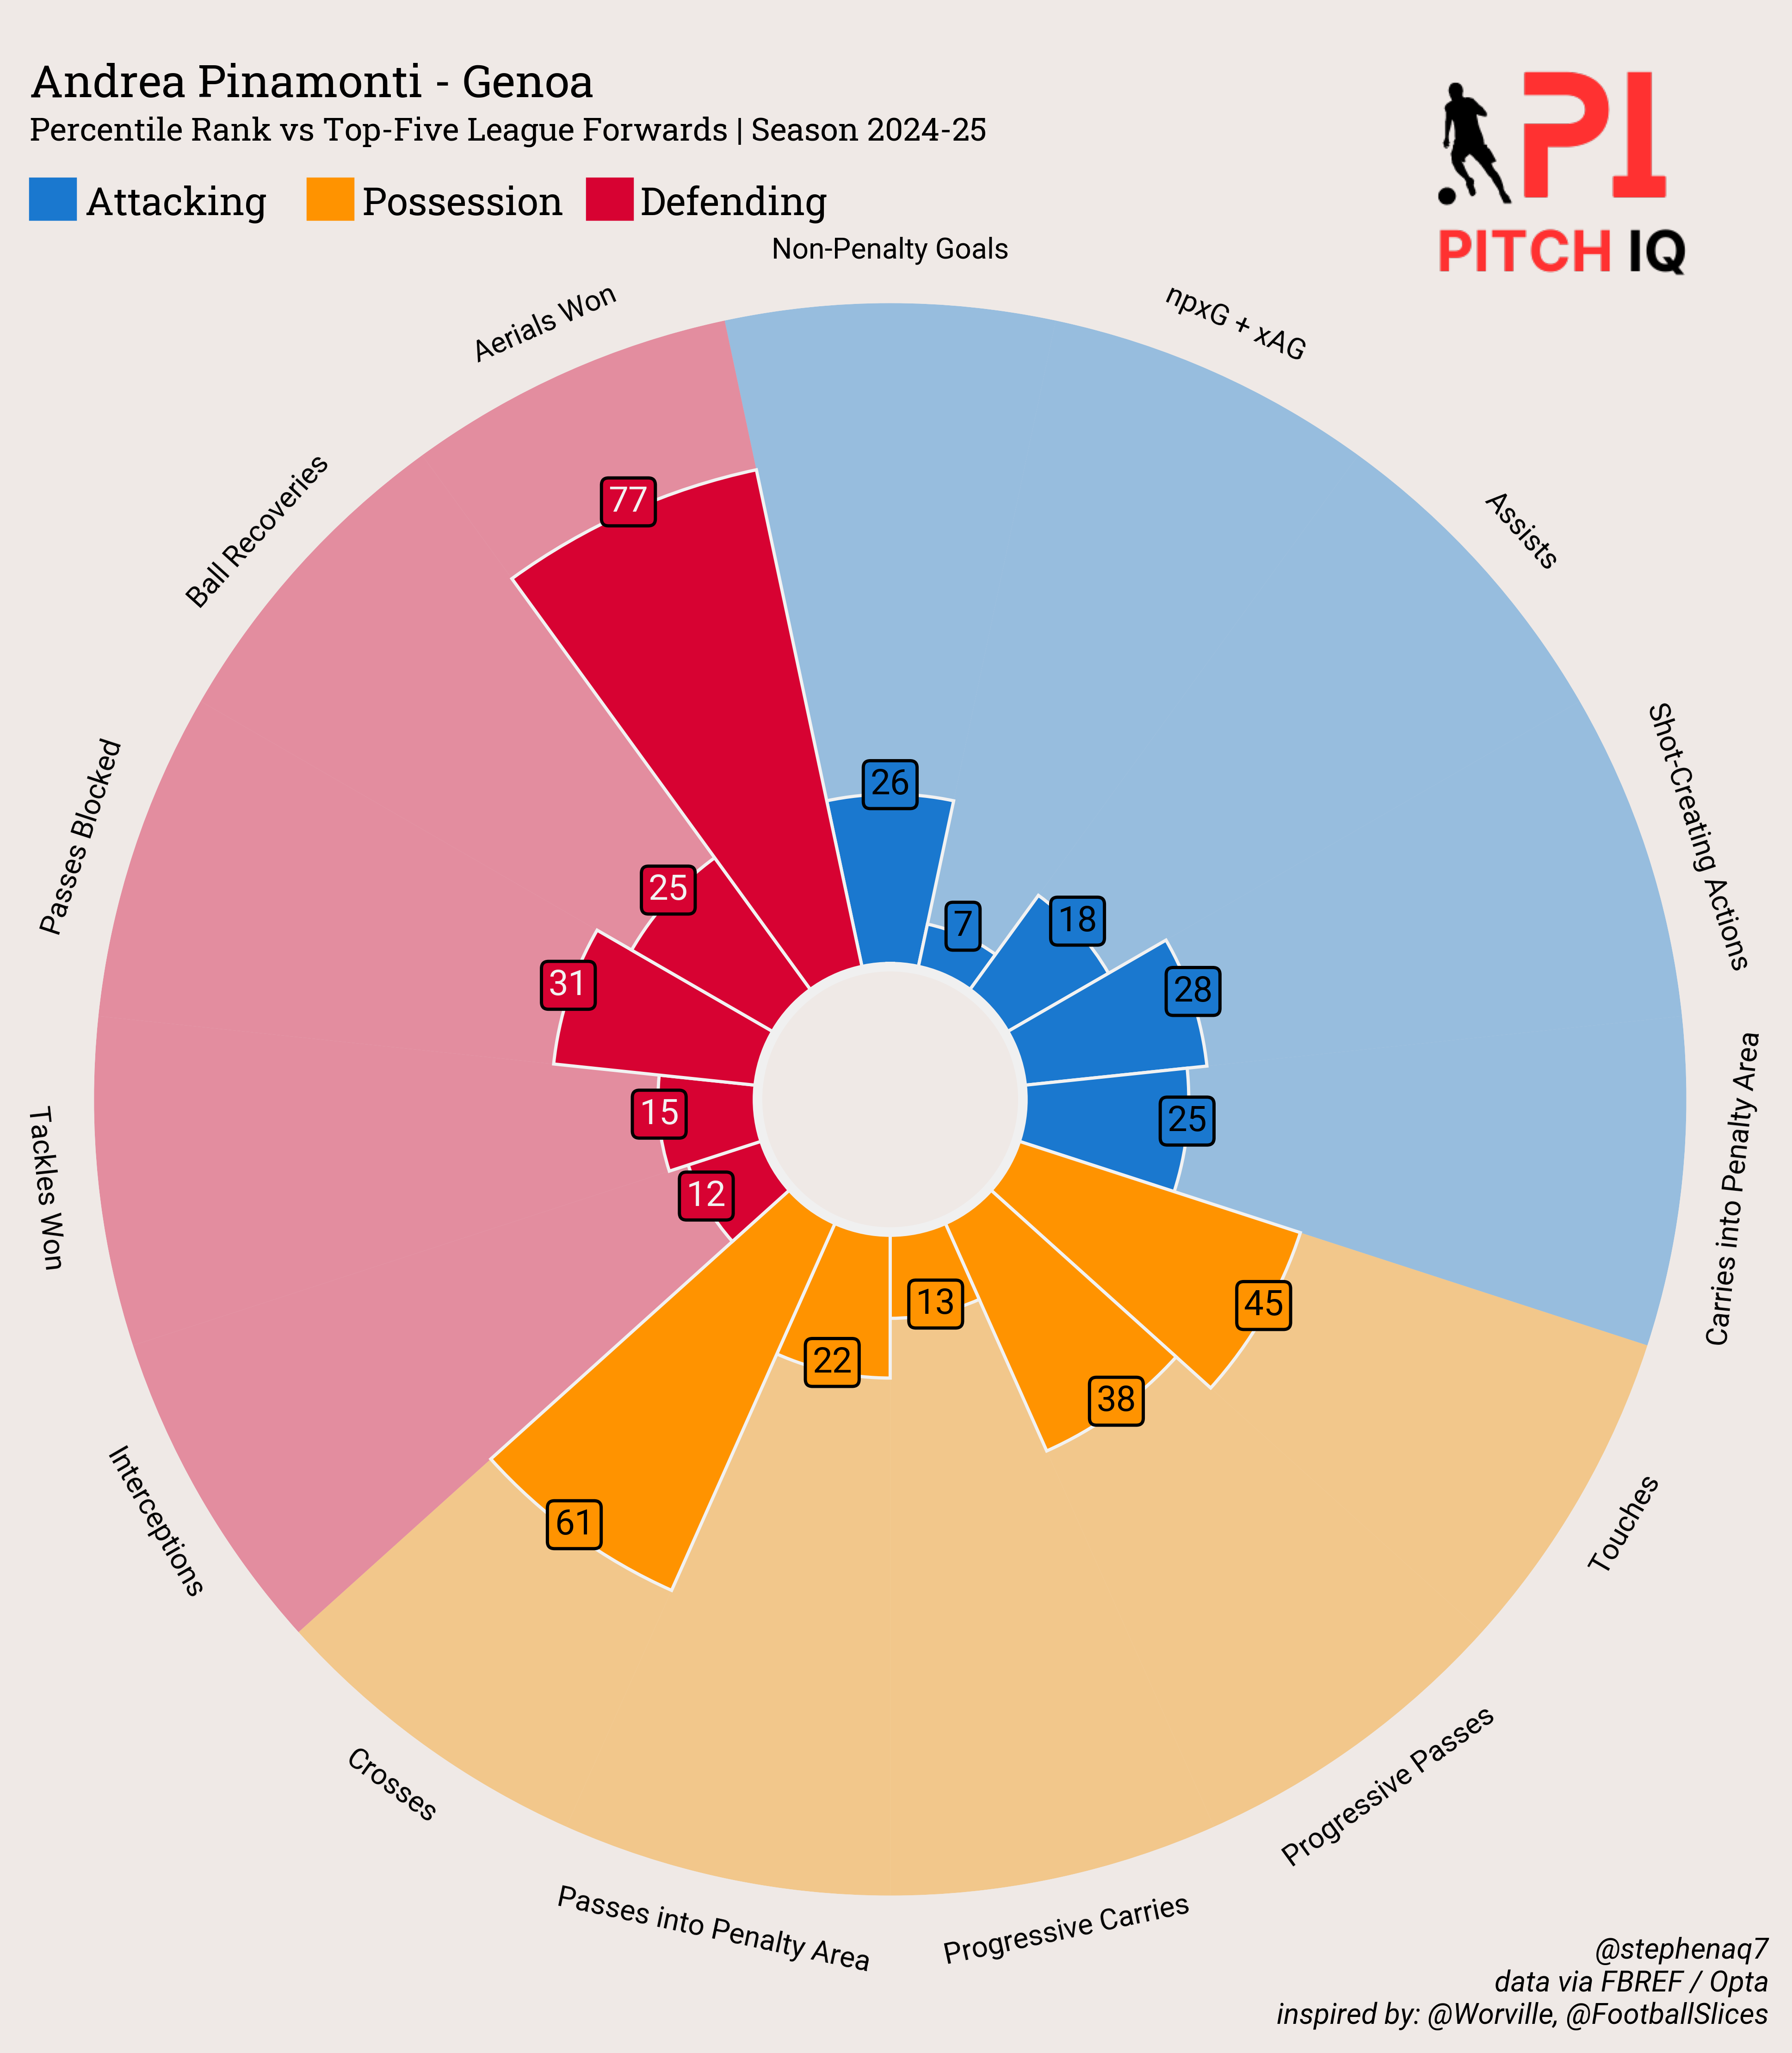 Andrea Pinamonti - Genoa
Percentile Rank vs Top-Five League Forwards | Season 2024-25
Attacking Possession Defending
PI
PITCH IQ
Non-Penalty Goals
npxG + xAG
Assists
Shot-Creating Actions
Carries into Penalty Area
Touches
Progressive Passes
Progressive Carries
Passes into Penalty Area
Crosses
Interceptions
Tackles Won
Passes Blocked
Ball Recoveries
Aerials Won
26
7
18
28
25
45
38
13
22
61
12
15
31
25
77
@stephenaq7
data via FBREF / Opta
inspired by: @Worville, @FootballSlices